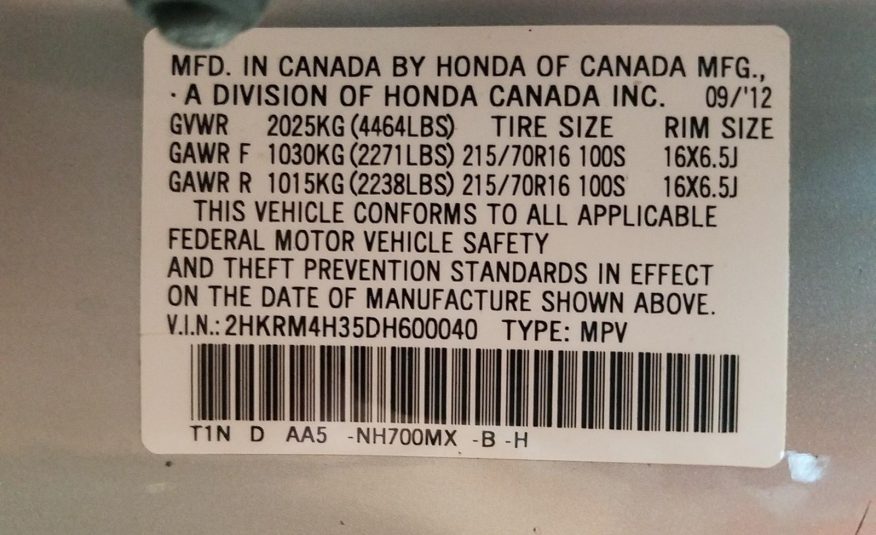 MFD. IN CANADA BY HONDA OF CANADA MFG.,
· A DIVISION OF HONDA CANADA INC. 09/'12
GVWR 2025KG (4464LBS) TIRE SIZE RIM SIZE
GAWR F 1030KG (2271LBS) 215/70R16 100S 16X6.5J
GAWR R 1015KG (2238LBS) 215/70R16 100S 16X6.5J
THIS VEHICLE CONFORMS TO ALL APPLICABLE
FEDERAL MOTOR VEHICLE SAFETY
AND THEFT PREVENTION STANDARDS IN EFFECT
ON THE DATE OF MANUFACTURE SHOWN ABOVE.
V.I.N.: 2HKRM4H35DH600040 TYPE: MPV
T1N D AA5 -NH700MX -B -H